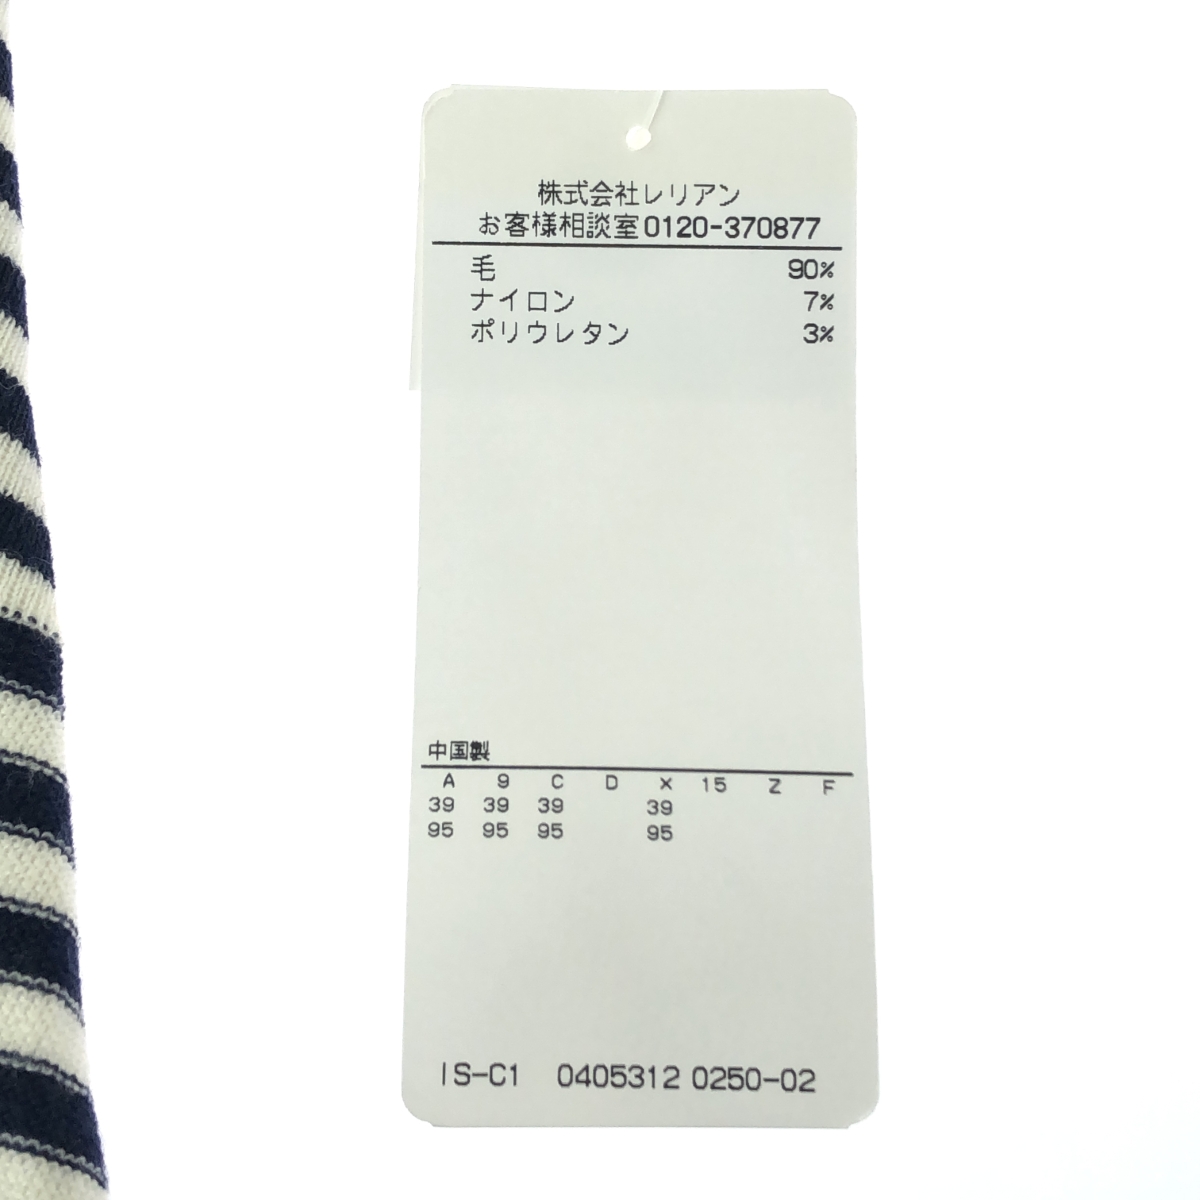 株式会社レリアン
お客様相談室0120-370877
毛 90%
ナイロン 7%
ポリウレタン 3%
中国製
A 9 C D X 15 Z F
39 39 39 39
95 95 95 95
IS-C1 0405312 0250-02